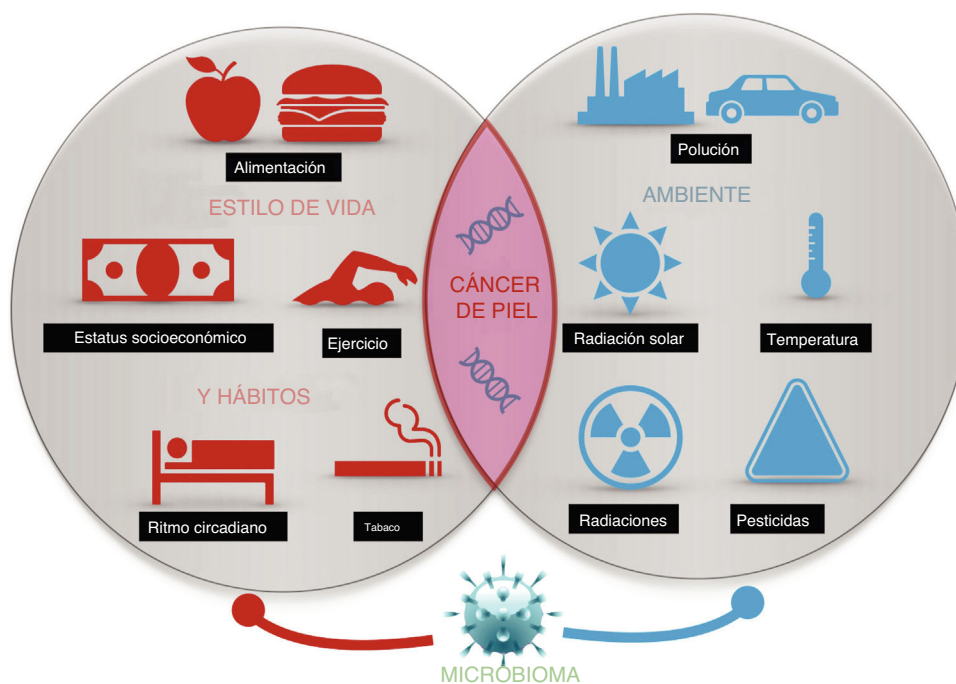 Alimentación
ESTILO DE VIDA
Estatus socioeconómico
Ejercicio
Y HÁBITOS
Ritmo circadiano
Tabaco
CÁNCER
DE PIEL
Polución
AMBIENTE
Radiación solar
Temperatura
Radiaciones
Pesticidas
MICROBIOMA